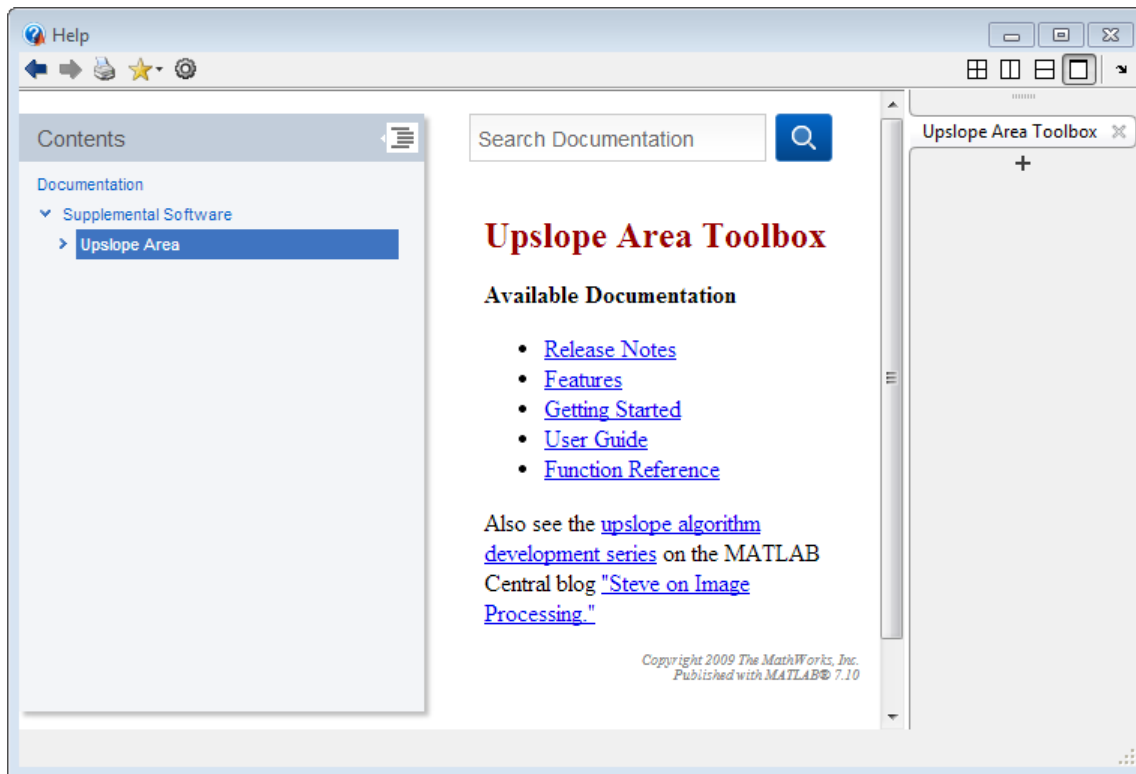 Help
Contents
Documentation
Supplemental Software
Upslope Area
Search Documentation
Upslope Area Toolbox
Available Documentation
Release Notes
Features
Getting Started
User Guide
Function Reference
Also see the upslope algorithm
development series on the MATLAB
Central blog "Steve on Image
Processing."
Copyright 2009 The MathWorks, Inc.
Published with MATLAB® 7.10
Upslope Area Toolbox